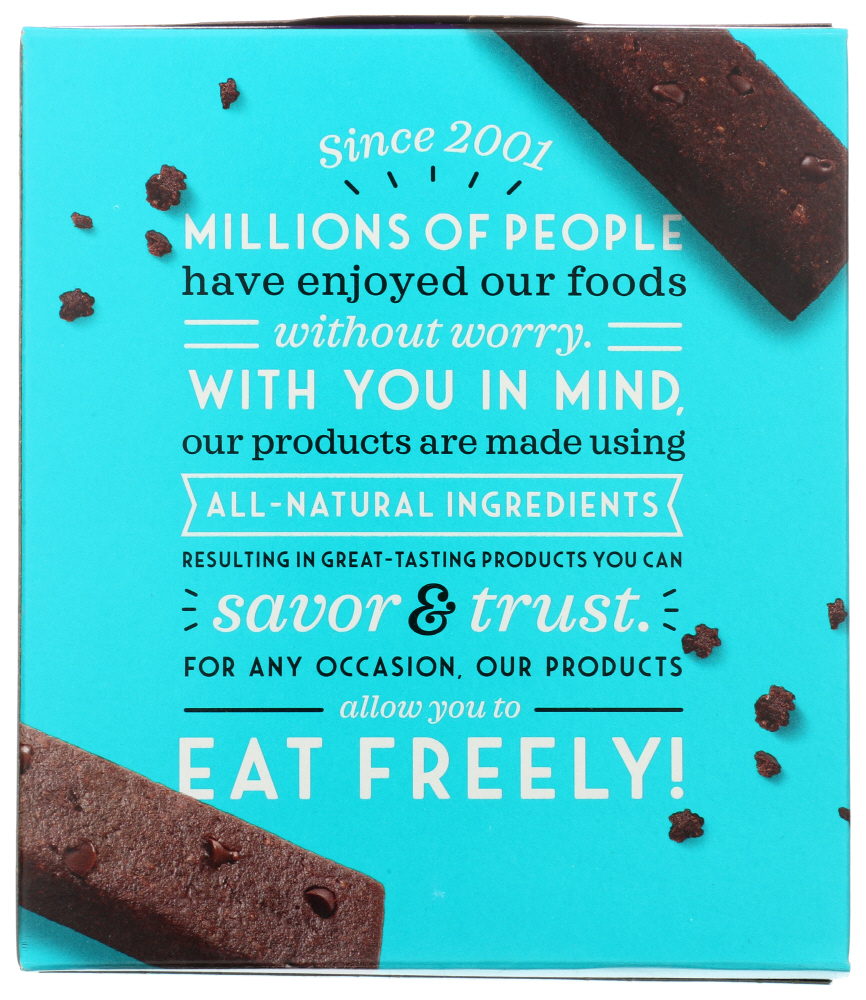 Since 2001
MILLIONS OF PEOPLE
have enjoyed our foods
without worry.
WITH YOU IN MIND,
our products are made using
ALL-NATURAL INGREDIENTS
RESULTING IN GREAT-TASTING PRODUCTS YOU CAN
savor & trust.
FOR ANY OCCASION, OUR PRODUCTS
allow you to
EAT FREELY!